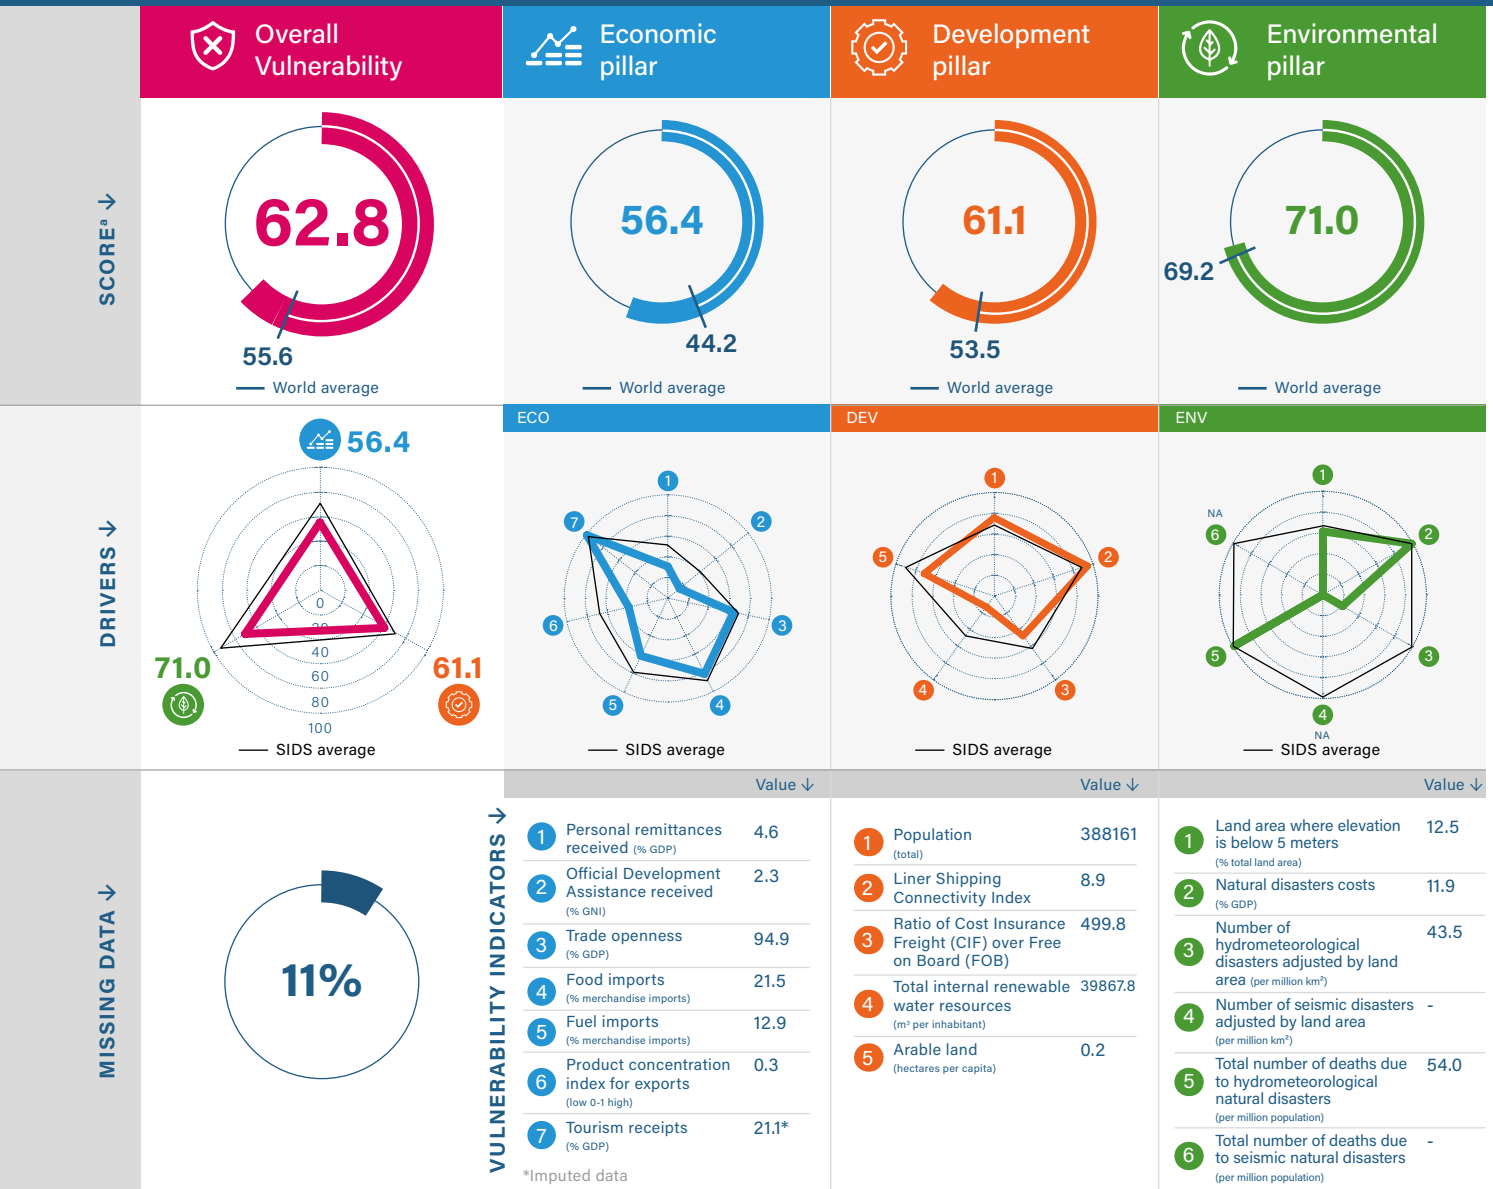 Overall
Vulnerability
Economic
pillar
Development
pillar
Environmental
pillar
SCOREª →
62.8
55.6
World average
56.4
44.2
World average
61.1
53.5
World average
71.0
69.2
World average
DRIVERS →
56.4
0
20
40
60
80
100
71.0
61.1
SIDS average
ECO
1
2
3
4
5
6
7
SIDS average
DEV
1
2
3
4
5
SIDS average
ENV
1
2
3
4
NA
5
NA
6
SIDS average
MISSING DATA →
11%
VULNERABILITY INDICATORS →
Value ↓
1 Personal remittances 4.6
received (% GDP)
2 Official Development 2.3
Assistance received
(% GNI)
3 Trade openness 94.9
(% GDP)
4 Food imports 21.5
(% merchandise imports)
5 Fuel imports 12.9
(% merchandise imports)
6 Product concentration 0.3
index for exports
(low 0-1 high)
7 Tourism receipts 21.1*
(% GDP)
*Imputed data
Value ↓
1 Population 388161
(total)
2 Liner Shipping 8.9
Connectivity Index
3 Ratio of Cost Insurance 499.8
Freight (CIF) over Free
on Board (FOB)
4 Total internal renewable 39867.8
water resources
(m³ per inhabitant)
5 Arable land 0.2
(hectares per capita)
Value ↓
1 Land area where elevation 12.5
is below 5 meters
(% total land area)
2 Natural disasters costs 11.9
(% GDP)
3 Number of 43.5
hydrometeorological
disasters adjusted by land
area (per million km²)
4 Number of seismic disasters -
adjusted by land area
(per million km²)
5 Total number of deaths due 54.0
to hydrometeorological
natural disasters
(per million population)
6 Total number of deaths due -
to seismic natural disasters
(per million population)